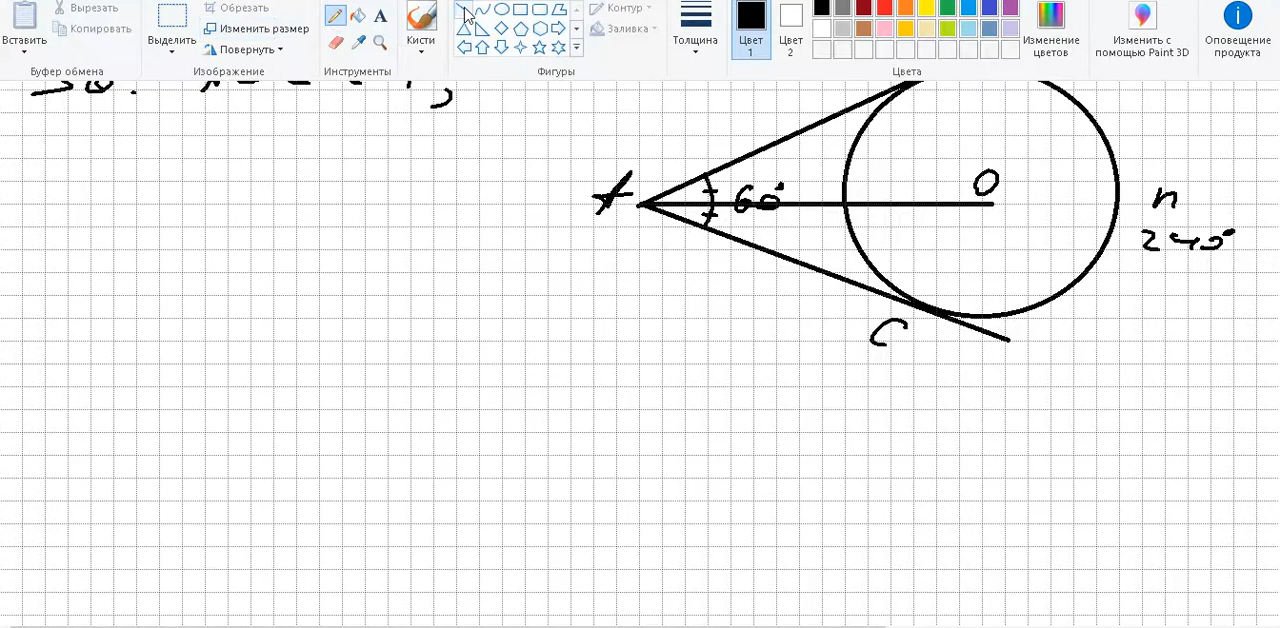 Вставить
Вырезать
Копировать
Буфер обмена
Выделить
Обрезать
Изменить размер
Повернуть
Изображение
A
Инструменты
Кисти
Фигуры
Контур
Заливка
Толщина
Цвет
1
Цвет
2
Цвета
Изменение
цветов
Изменить с
помощью Paint 3D
Оповещение
продукта
A
60°
O
n
240°
C